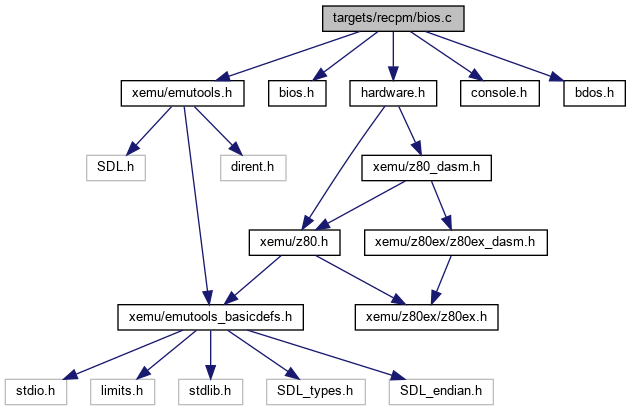 targets/recpm/bios.c
xemu/emutools.h
bios.h
hardware.h
console.h
bdos.h
SDL.h
dirent.h
xemu/z80_dasm.h
xemu/z80.h
xemu/z80ex/z80ex_dasm.h
xemu/emutools_basicdefs.h
xemu/z80ex/z80ex.h
stdio.h
limits.h
stdlib.h
SDL_types.h
SDL_endian.h